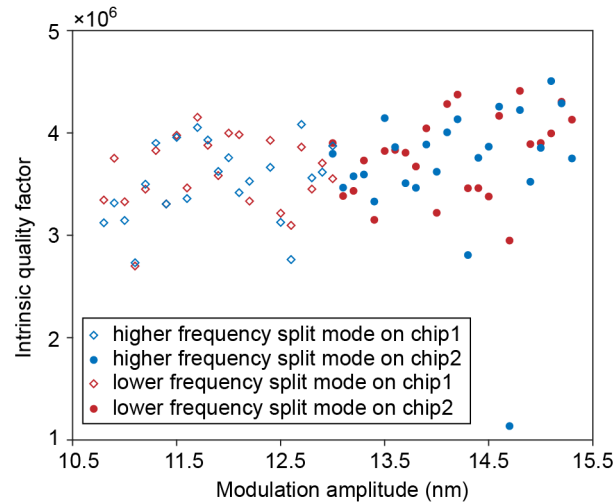 ×10⁶
5
4
3
2
1
Intrinsic quality factor
higher frequency split mode on chip1
higher frequency split mode on chip2
lower frequency split mode on chip1
lower frequency split mode on chip2
10.5 11.5 12.5 13.5 14.5 15.5
Modulation amplitude (nm)